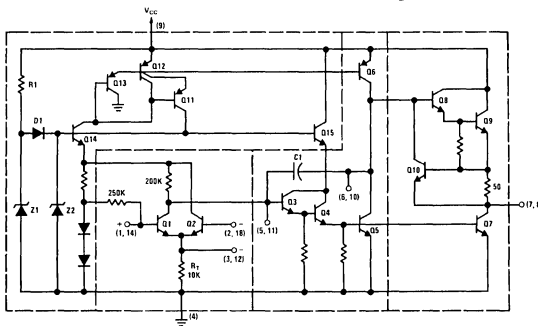 VCC
(9)
Q12
Q13
Q6
R1
Q11
Q8
Q9
D1
Q14
Q15
C1
200K
Q10
(6, 10)
250K
50
Z1
Z2
+
Q1
Q2
−
(5, 11)
Q3
Q4
(7,
(1, 14)
(2, 18)
Q5
Q7
−
(3, 12)
10K
(4)